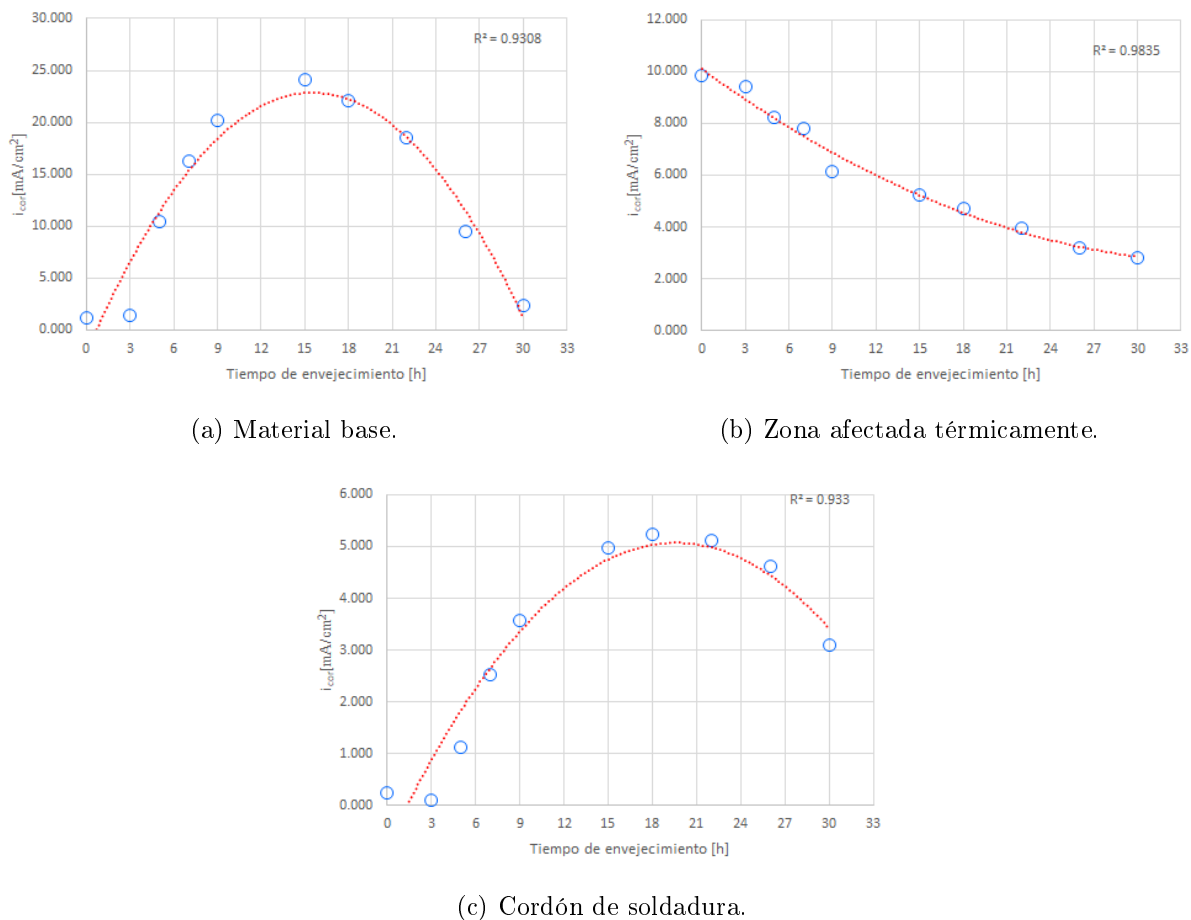 30.000
R² = 0.9308
25.000
20.000
15.000
10.000
5.000
0.000
i_cor[mA/cm²]
0 3 6 9 12 15 18 21 24 27 30 33
Tiempo de envejecimiento [h]
(a) Material base.
12.000
R² = 0.9835
10.000
8.000
6.000
4.000
2.000
0.000
i_cor[mA/cm²]
0 3 6 9 12 15 18 21 24 27 30 33
Tiempo de envejecimiento [h]
(b) Zona afectada térmicamente.
6.000
R² = 0.933
5.000
4.000
3.000
2.000
1.000
0.000
i_cor[mA/cm²]
0 3 6 9 12 15 18 21 24 27 30 33
Tiempo de envejecimiento [h]
(c) Cordón de soldadura.